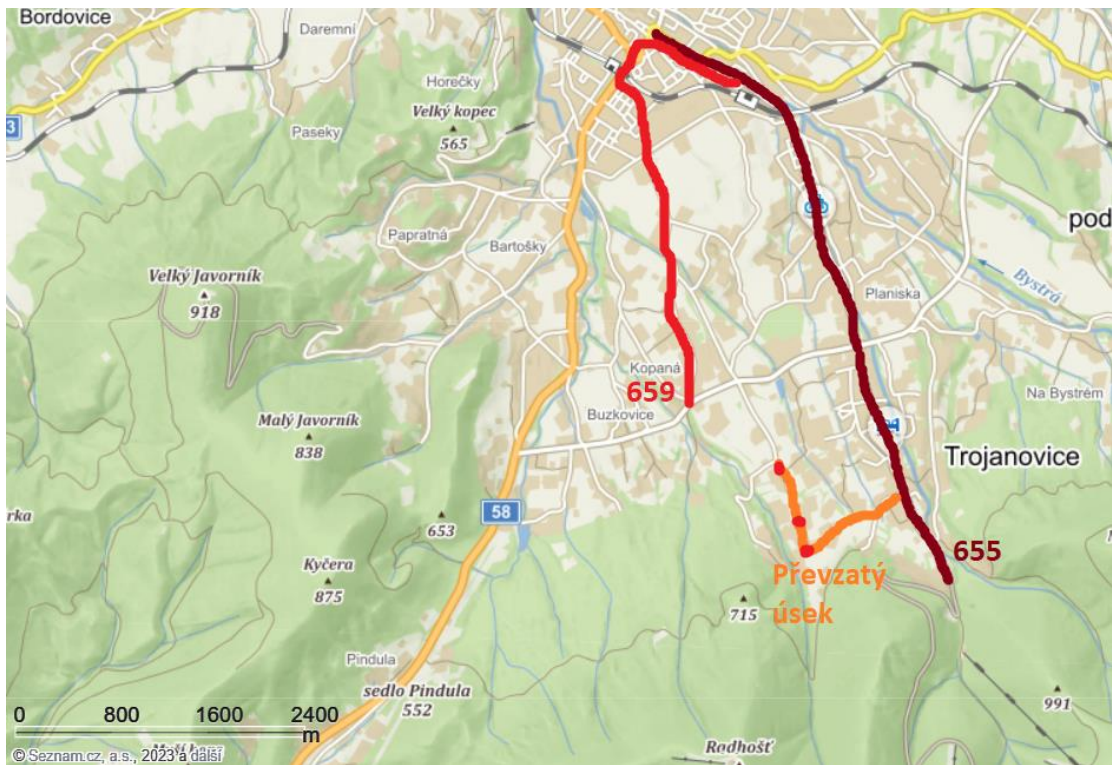 Bordovice
Daremní
Horečky
Velký kopec
565
Paseky
58
Papratná
Bartošky
pod
Bystrá
Velký Javorník
918
Planiska
Kopaná
659
Buzkovice
Na Bystrém
Malý Javorník
838
Trojanovice
653
655
Kyčera
875
Převzatý
úsek
715
Pindula
sedlo Pindula
552
991
0 800 1600 2400
m
Radhošť
© Seznam.cz, a.s., 2023 a další